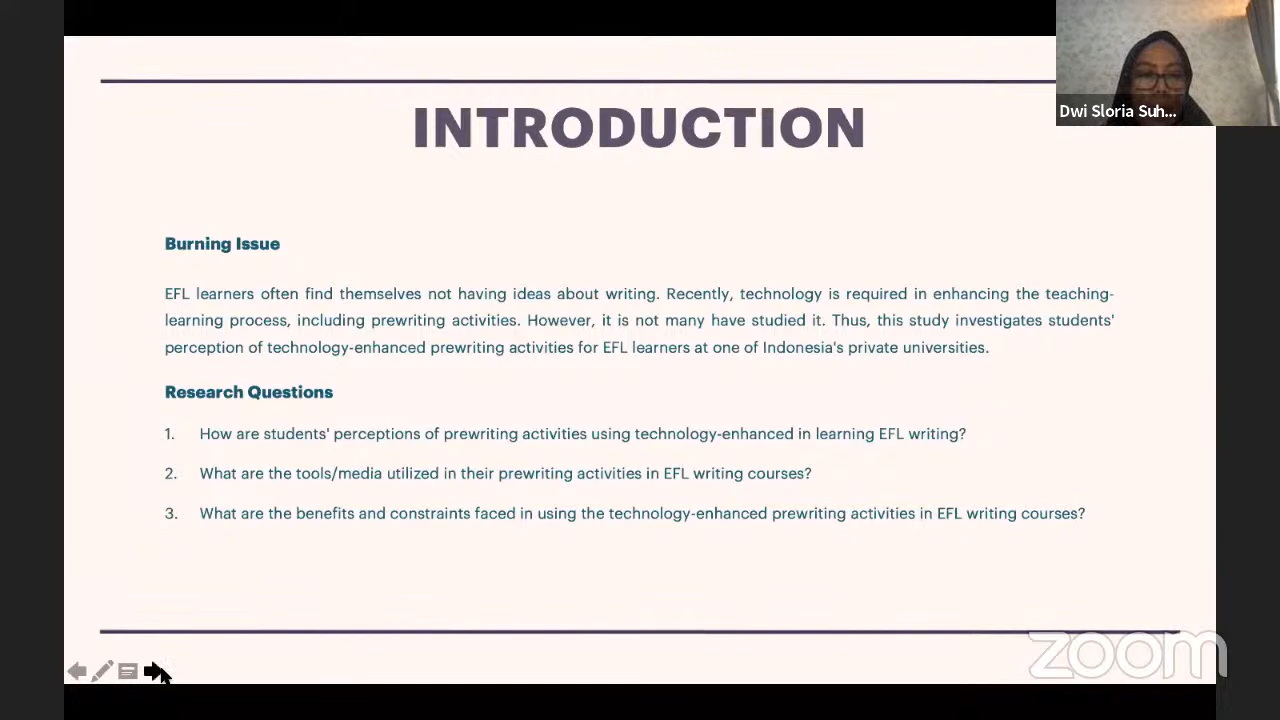 INTRODUCTION
Dwi Sloria Suh...
Burning Issue
EFL learners often find themselves not having ideas about writing. Recently, technology is required in enhancing the teaching-
learning process, including prewriting activities. However, it is not many have studied it. Thus, this study investigates students'
perception of technology-enhanced prewriting activities for EFL learners at one of Indonesia's private universities.
Research Questions
1. How are students' perceptions of prewriting activities using technology-enhanced in learning EFL writing?
2. What are the tools/media utilized in their prewriting activities in EFL writing courses?
3. What are the benefits and constraints faced in using the technology-enhanced prewriting activities in EFL writing courses?
zoom